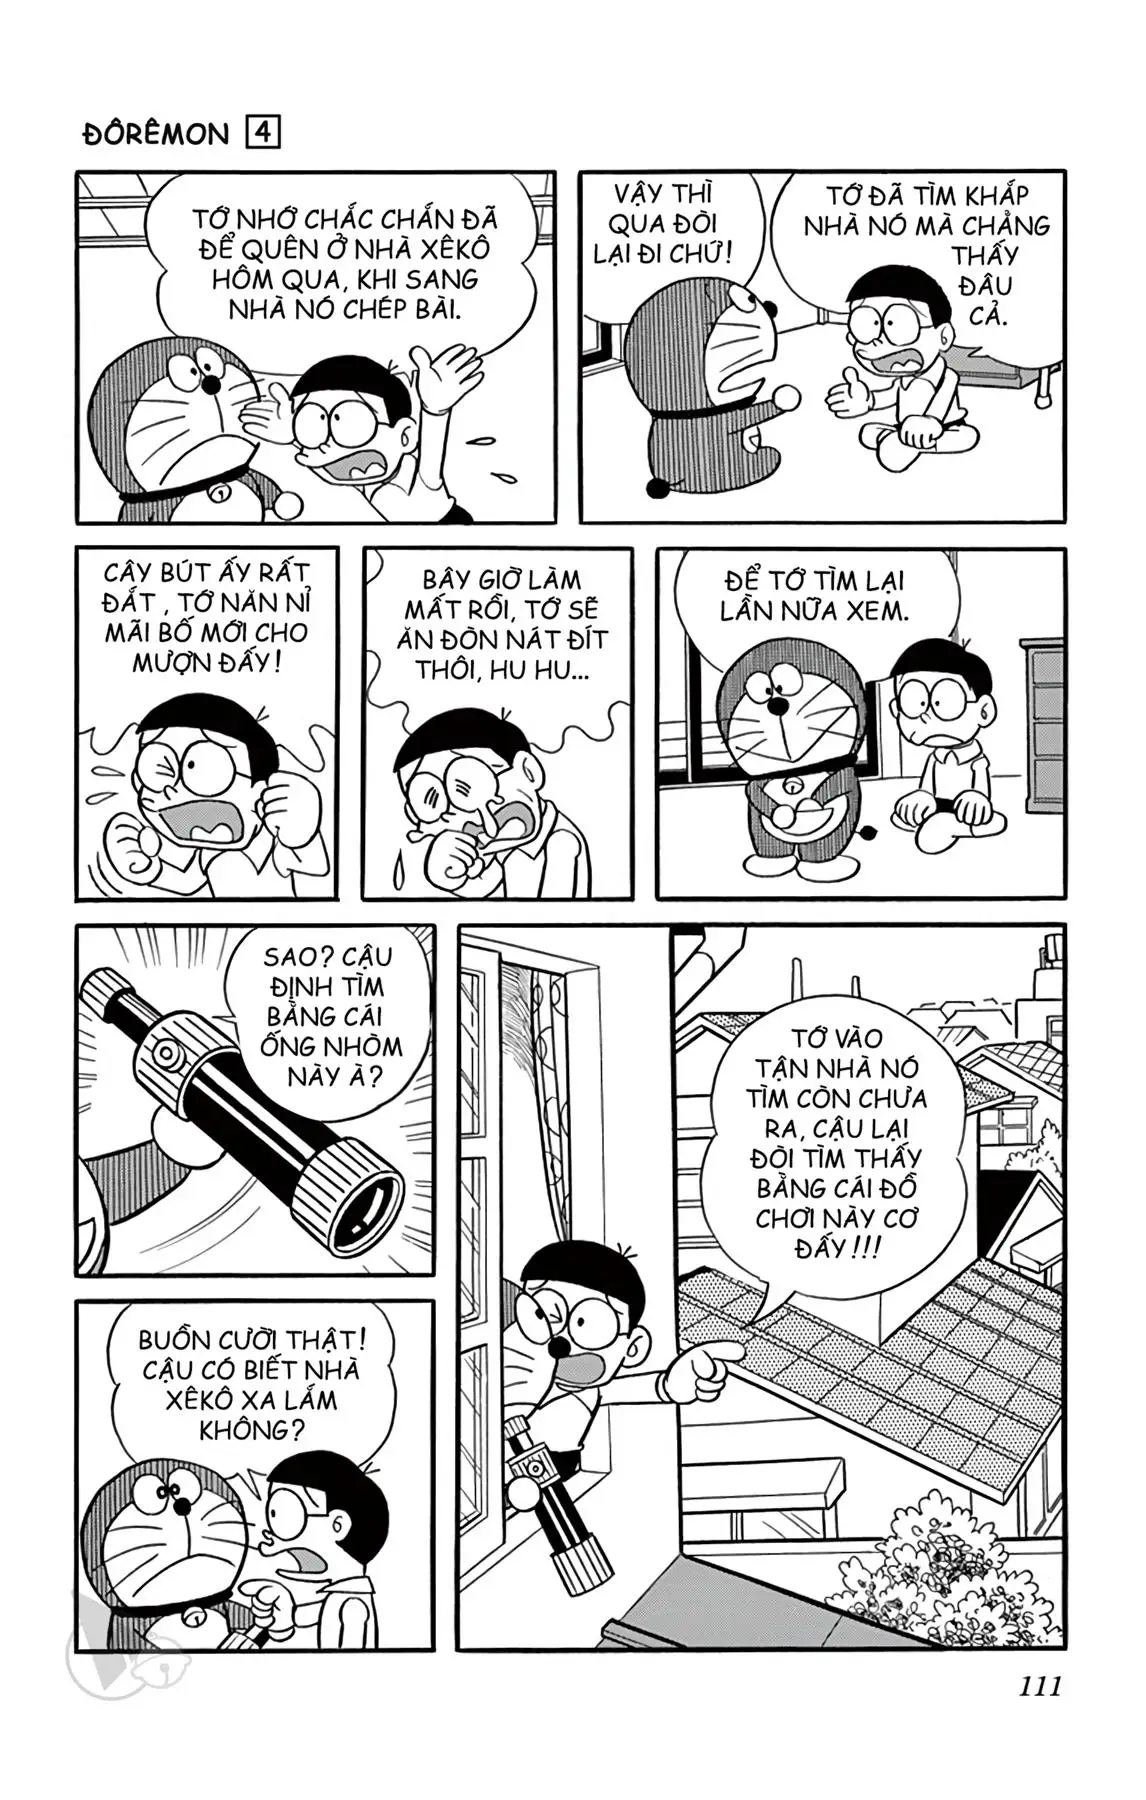 ĐÔRÊMON 4
TỚ NHỚ CHẮC CHẮN ĐÃ
ĐỂ QUÊN Ở NHÀ XÊKÔ
HÔM QUA, KHI SANG
NHÀ NÓ CHÉP BÀI.
VẬY THÌ
QUA ĐÒI
LẠI ĐI CHỨ!
TỚ ĐÃ TÌM KHẮP
NHÀ NÓ MÀ CHẲNG
THẤY
ĐÂU
CẢ.
CÂY BÚT ẤY RẤT
ĐẮT , TỚ NĂN NỈ
MÃI BỐ MỚI CHO
MƯỢN ĐẤY!
BÂY GIỜ LÀM
MẤT RỒI, TỚ SẼ
ĂN ĐÒN NÁT ĐÍT
THÔI, HU HU...
ĐỂ TỚ TÌM LẠI
LẦN NỮA XEM.
SAO? CẬU
ĐỊNH TÌM
BẰNG CÁI
ỐNG NHÒM
NÀY À?
TỚ VÀO
TẬN NHÀ NÓ
TÌM CÒN CHƯA
RA, CẬU LẠI
ĐÒI TÌM THẤY
BẰNG CÁI ĐỒ
CHƠI NÀY CƠ
ĐẤY!!!
BUỒN CƯỜI THẬT!
CẬU CÓ BIẾT NHÀ
XÊKÔ XA LẮM
KHÔNG?
111